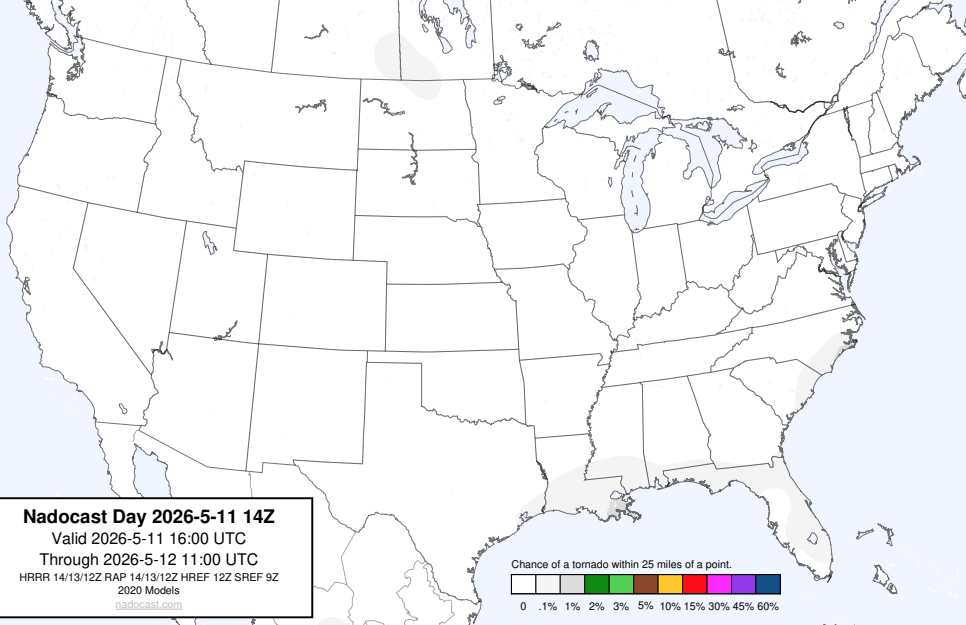 Nadocast Day 2026-5-11 14Z
Valid 2026-5-11 16:00 UTC
Through 2026-5-12 11:00 UTC
HRRR 14/13/12Z RAP 14/13/12Z HREF 12Z SREF 9Z
2020 Models
nadocast.com
Chance of a tornado within 25 miles of a point.
0 .1% 1% 2% 3% 5% 10% 15% 30% 45% 60%